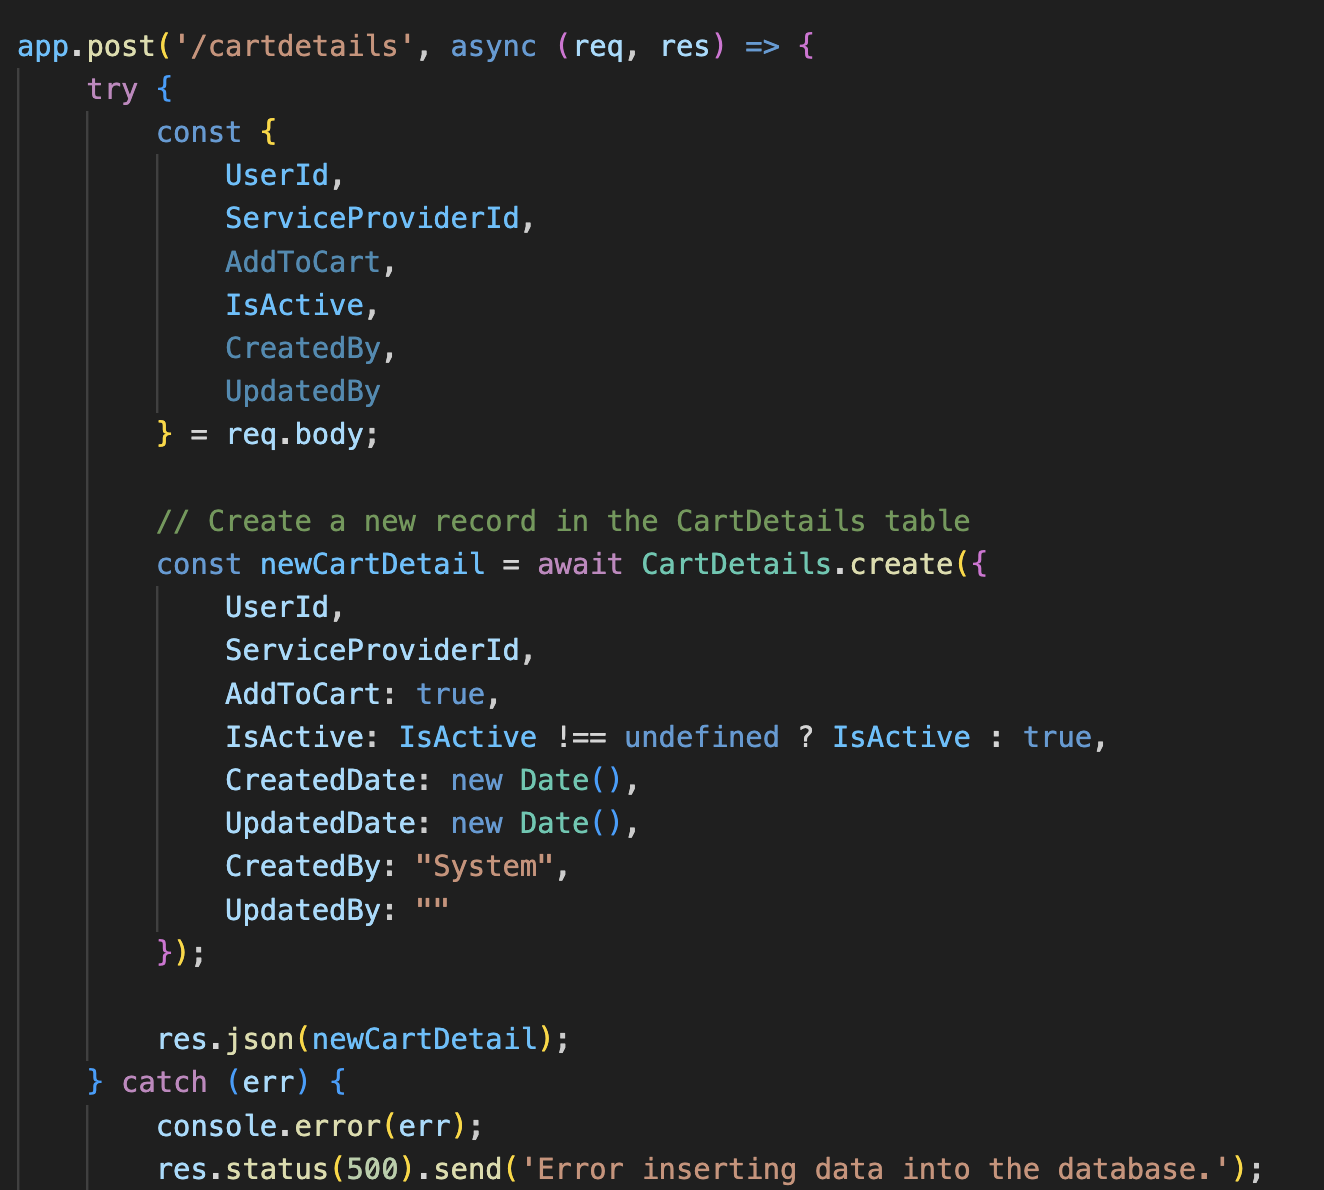 app.post('/cartdetails', async (req, res) => {
    try {
        const {
            UserId,
            ServiceProviderId,
            AddToCart,
            IsActive,
            CreatedBy,
            UpdatedBy
        } = req.body;

        // Create a new record in the CartDetails table
        const newCartDetail = await CartDetails.create({
            UserId,
            ServiceProviderId,
            AddToCart: true,
            IsActive: IsActive !== undefined ? IsActive : true,
            CreatedDate: new Date(),
            UpdatedDate: new Date(),
            CreatedBy: "System",
            UpdatedBy: ""
        });

        res.json(newCartDetail);
    } catch (err) {
        console.error(err);
        res.status(500).send('Error inserting data into the database.');